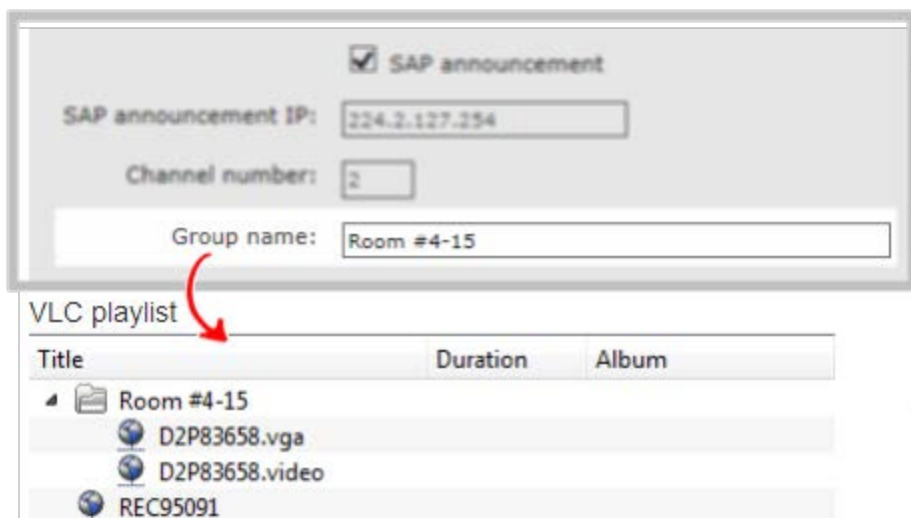 SAP announcement
SAP announcement IP: 224.2.127.254
Channel number: 2
Group name: Room #4-15
VLC playlist
Title Duration Album
Room #4-15
D2P83658.vga
D2P83658.video
REC95091